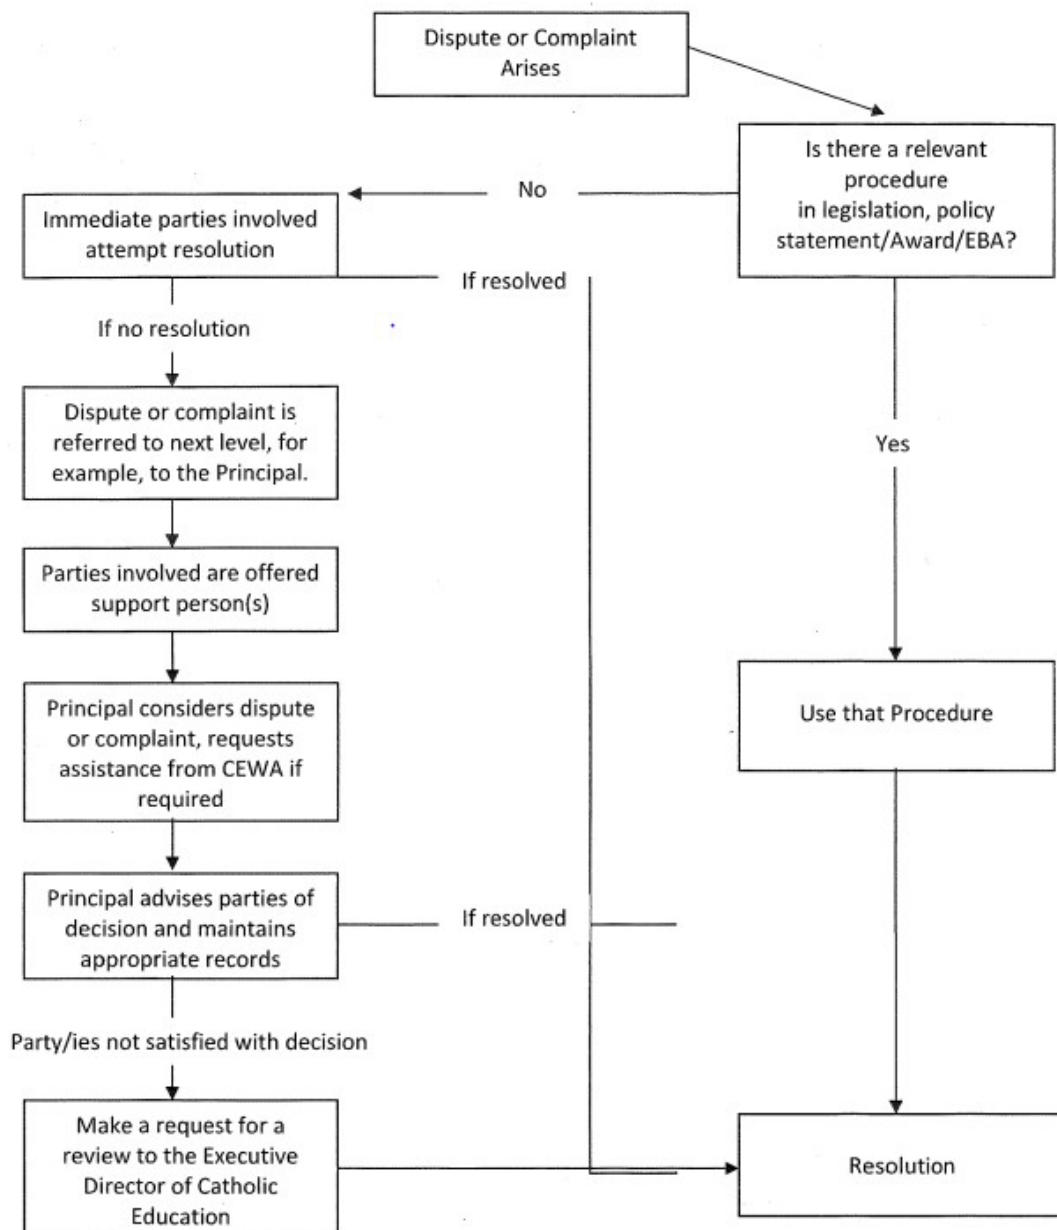 Dispute or Complaint
Arises
Is there a relevant
procedure
in legislation, policy
statement/Award/EBA?
No
Immediate parties involved
attempt resolution
If resolved
If no resolution
Dispute or complaint is
referred to next level, for
example, to the Principal.
Yes
Parties involved are offered
support person(s)
Principal considers dispute
or complaint, requests
assistance from CEWA if
required
Use that Procedure
Principal advises parties of
decision and maintains
appropriate records
If resolved
Party/ies not satisfied with decision
Make a request for a
review to the Executive
Director of Catholic
Education
Resolution